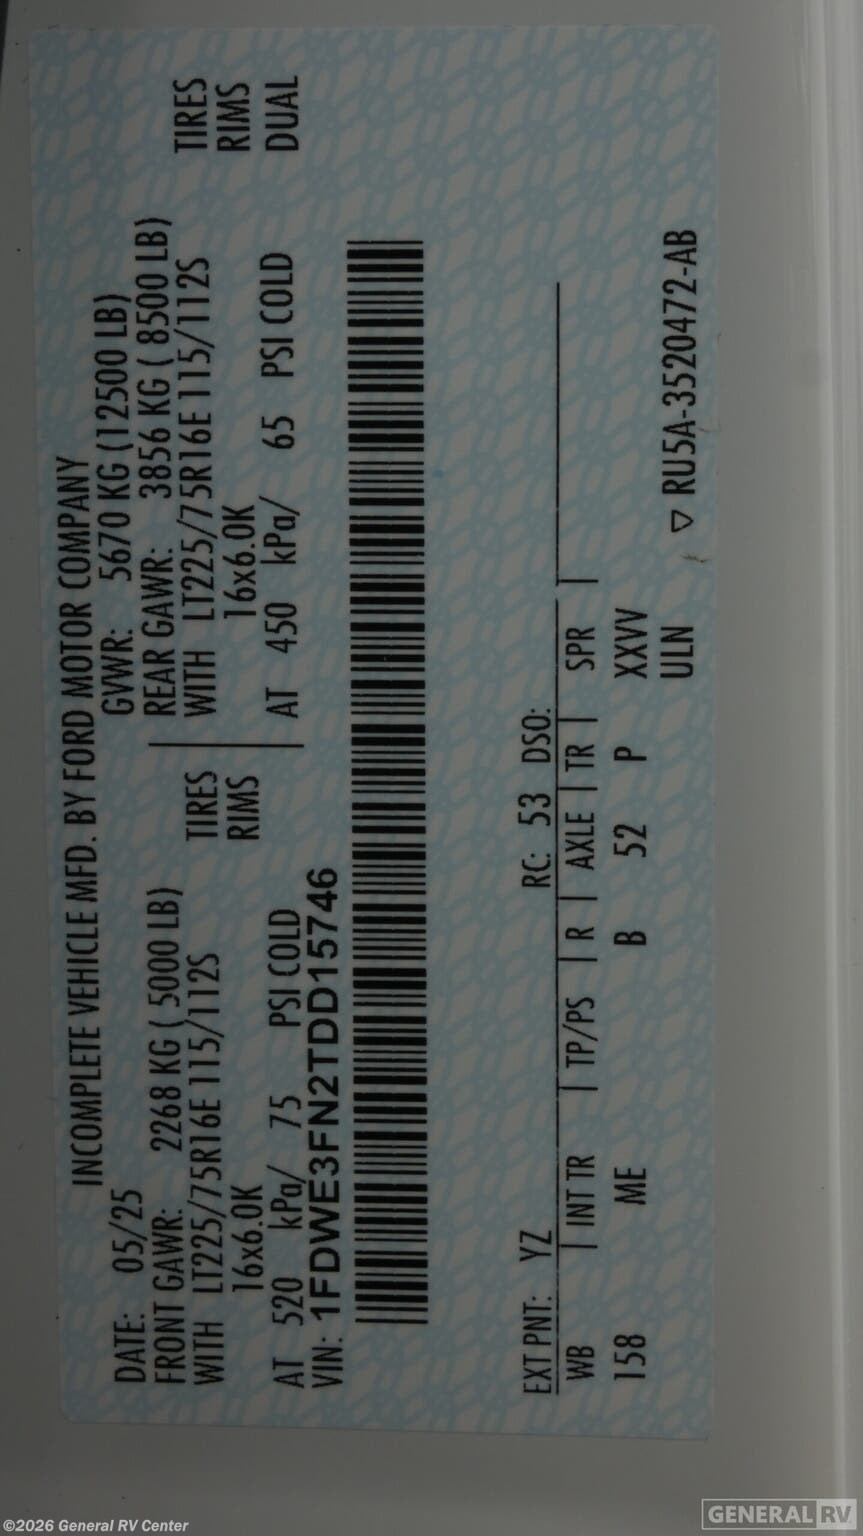 INCOMPLETE VEHICLE MFD. BY FORD MOTOR COMPANY
DATE: 05/25 GVWR: 5670 KG (12500 LB)
FRONT GAWR: 2268 KG ( 5000 LB) REAR GAWR: 3856 KG ( 8500 LB)
WITH LT225/75R16E 115/112S TIRES WITH LT225/75R16E 115/112S TIRES
16x6.0K RIMS 16x6.0K RIMS
AT 520 kPa/ 75 PSI COLD AT 450 kPa/ 65 PSI COLD DUAL
VIN: 1FDWE3FN2TDD15746
EXT PNT: YZ RC: 53 DSO:
WB | INT TR | TP/PS | R | AXLE | TR | SPR |
158 ME B 52 P XXVV
ULN ▽ RU5A-3520472-AB
©2026 General RV Center
GENERAL RV